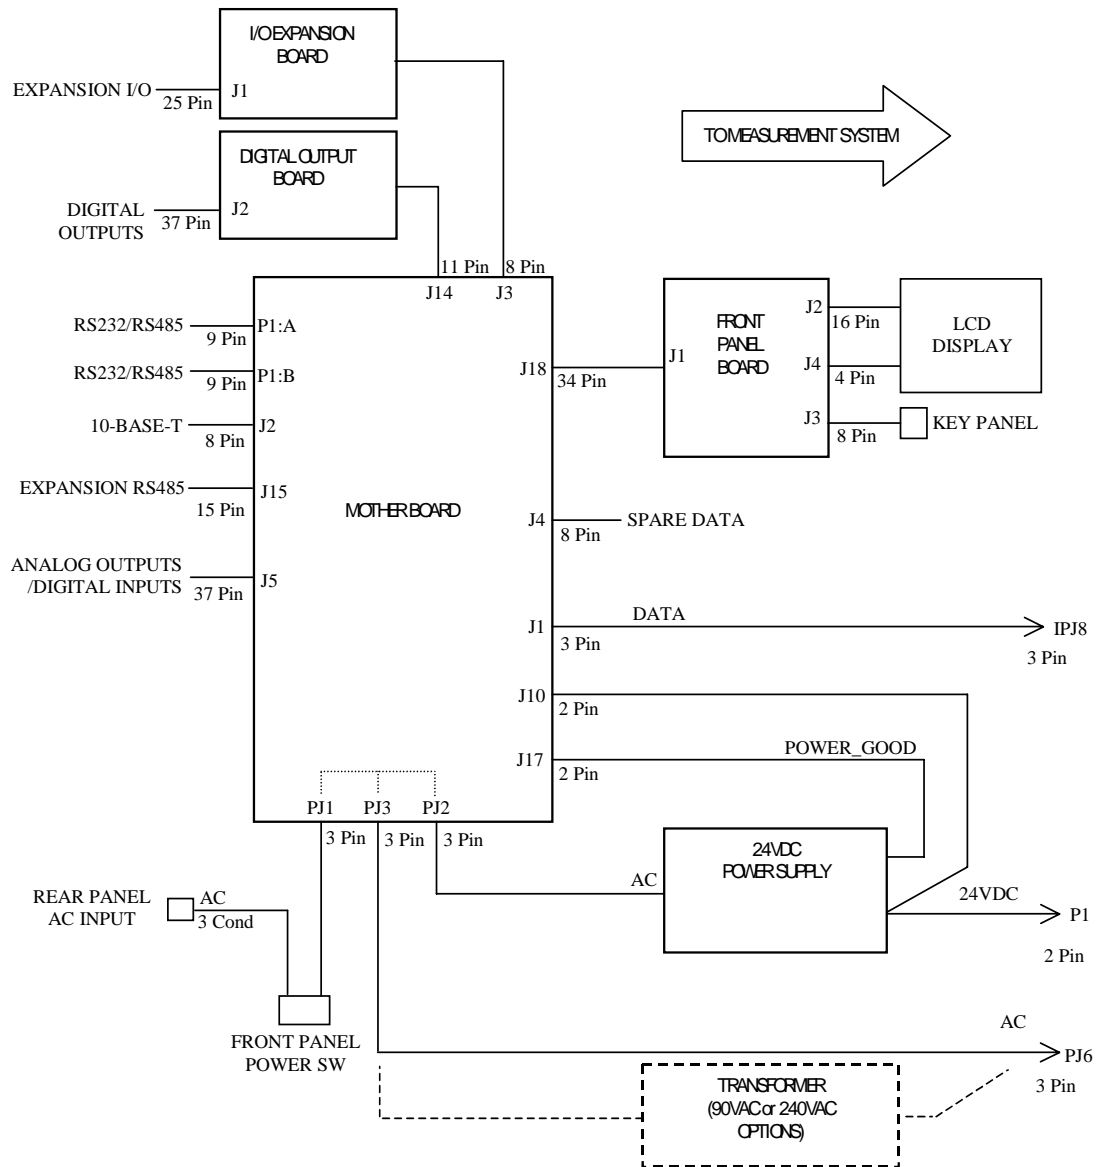 I/O EXPANSION
BOARD
EXPANSION I/O
25 Pin
J1
TO MEASUREMENT SYSTEM
DIGITAL OUTPUT
BOARD
DIGITAL
OUTPUTS
37 Pin
J2
11 Pin
8 Pin
J14
J3
RS232/RS485
9 Pin
P1:A
RS232/RS485
9 Pin
P1:B
10-BASE-T
8 Pin
J2
EXPANSION RS485
15 Pin
J15
ANALOG OUTPUTS
/DIGITAL INPUTS
37 Pin
J5
MOTHER BOARD
J18
34 Pin
J1
FRONT
PANEL
BOARD
J2
16 Pin
J4
4 Pin
LCD
DISPLAY
J3
8 Pin
KEY PANEL
J4
8 Pin
SPARE DATA
J1
3 Pin
DATA
IPJ8
3 Pin
J10
2 Pin
J17
2 Pin
POWER_GOOD
PJ1
PJ3
PJ2
3 Pin
3 Pin
3 Pin
24VDC
POWER SUPPLY
AC
24VDC
P1
2 Pin
REAR PANEL
AC INPUT
AC
3 Cond
FRONT PANEL
POWER SW
AC
PJ6
3 Pin
TRANSFORMER
(90VAC or 240VAC
OPTIONS)